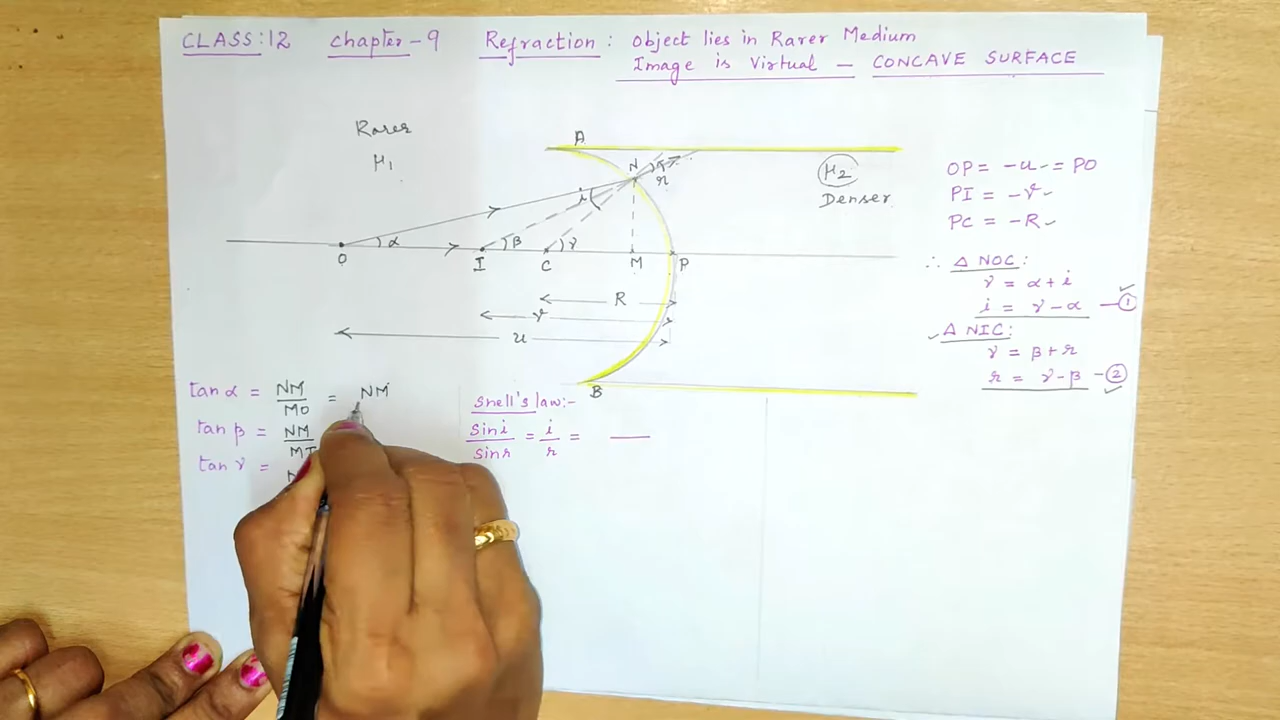 CLASS: 12 Chapter - 9 Refraction : Object lies in Rarer Medium
Image is Virtual – CONCAVE SURFACE
Rarer
μ1
A
N
i
r
μ2
Denser
α
β
γ
O
I
C
M
P
R
v
u
B
OP = -u = PO
PI = -v
PC = -R
∴ Δ NOC:
γ = α + i
i = γ - α — ①
Δ NIC:
γ = β + r
r = γ - β — ②
tan α = NM/MO = NM
tan β = NM/MI
tan γ =
Snell's law:-
sin i / sin r = i / r = —